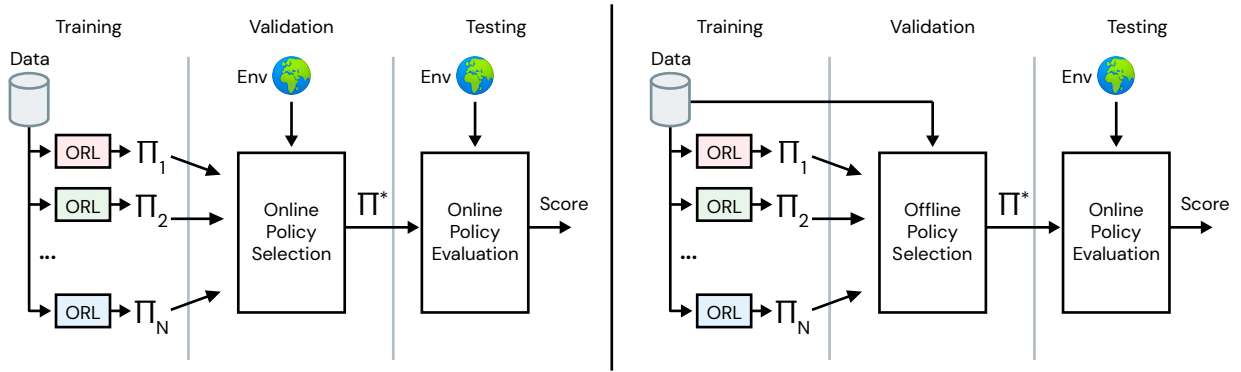 Training
Validation
Testing
Data
Env
Env
ORL
Π1
ORL
Π2
...
ORL
ΠN
Online
Policy
Selection
Π*
Online
Policy
Evaluation
Score
Training
Validation
Testing
Data
Env
ORL
Π1
ORL
Π2
...
ORL
ΠN
Offline
Policy
Selection
Π*
Online
Policy
Evaluation
Score